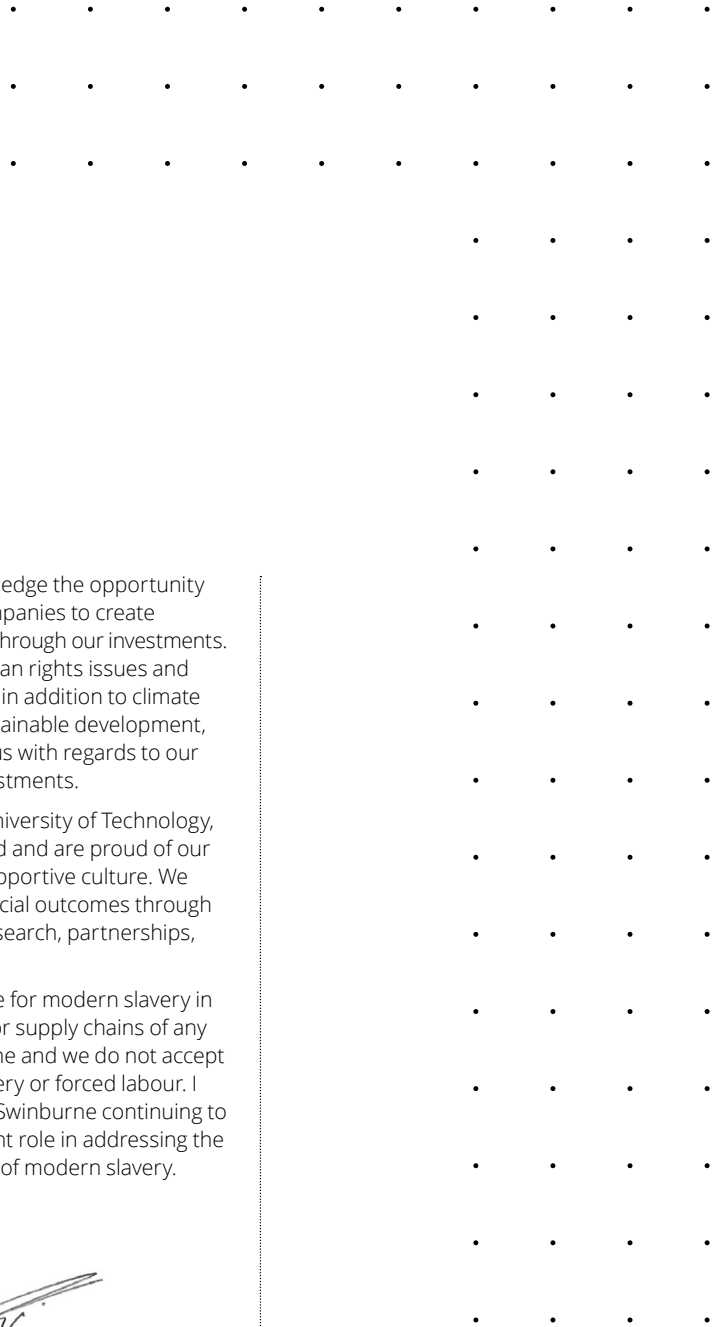 edge the opportunity
panies to create
hrough our investments.
an rights issues and
in addition to climate
ainable development,
us with regards to our
stments.
niversity of Technology,
d and are proud of our
pportive culture. We
cial outcomes through
search, partnerships,
e for modern slavery in
or supply chains of any
ne and we do not accept
ery or forced labour. I
Swinburne continuing to
nt role in addressing the
of modern slavery.